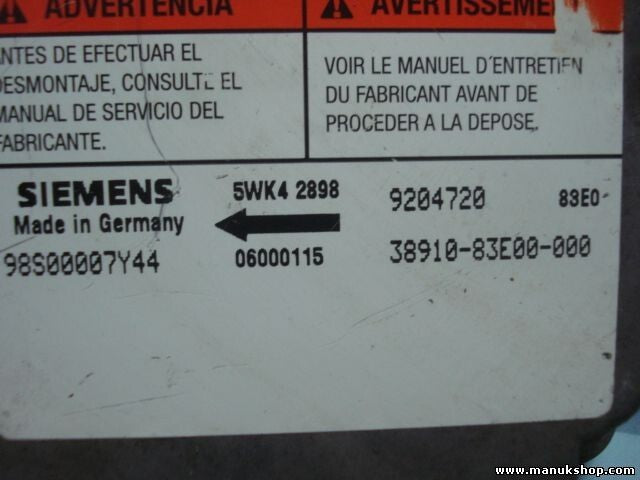 ADVERTENCIA
ANTES DE EFECTUAR EL
DESMONTAJE, CONSULTE EL
MANUAL DE SERVICIO DEL
FABRICANTE.
AVERTISSEME
VOIR LE MANUEL D'ENTRETIEN
DU FABRICANT AVANT DE
PROCEDER A LA DEPOSE.
SIEMENS
Made in Germany
98S00007Y44
5WK4 2898
06000115
9204720
83E0-
38910-83E00-000
www.manukshop.com